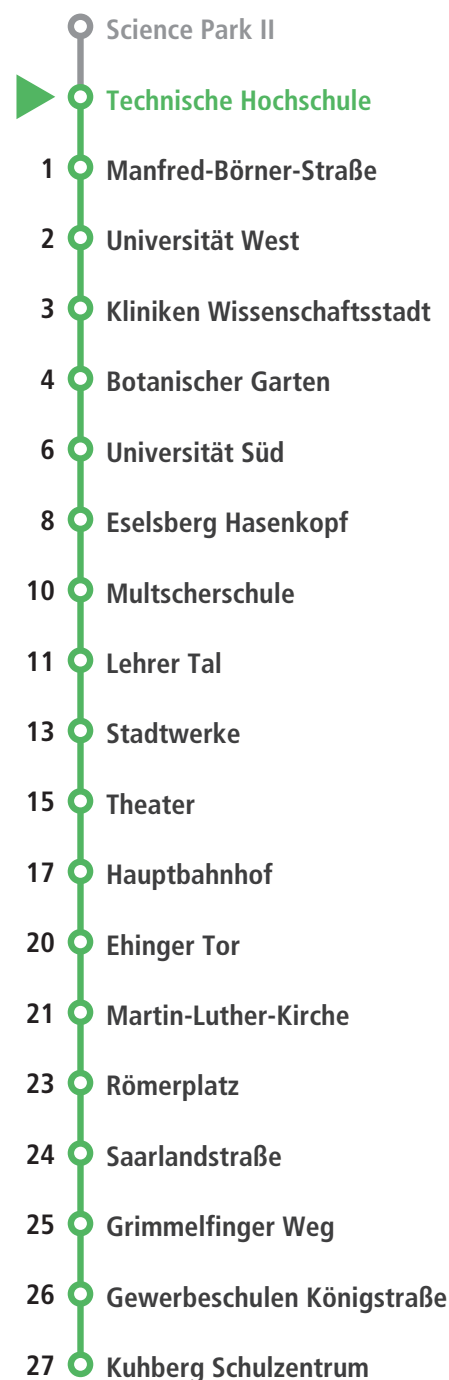 Science Park II
Technische Hochschule
1 Manfred-Börner-Straße
2 Universität West
3 Kliniken Wissenschaftsstadt
4 Botanischer Garten
6 Universität Süd
8 Eselsberg Hasenkopf
10 Multscherschule
11 Lehrer Tal
13 Stadtwerke
15 Theater
17 Hauptbahnhof
20 Ehinger Tor
21 Martin-Luther-Kirche
23 Römerplatz
24 Saarlandstraße
25 Grimmelfinger Weg
26 Gewerbeschulen Königstraße
27 Kuhberg Schulzentrum